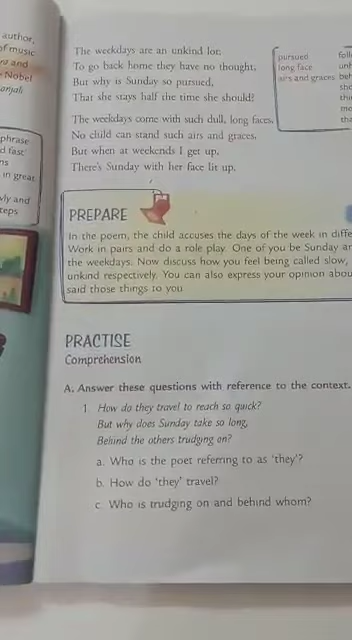 author,
of music
and
Nobel
phrase
fast
in great
and
The weekdays are an unkind lot:
To go back home they have no thought,
But why is Sunday so pursued,
That she stays half the time she should?
The weekdays come with such dull, long faces,
No child can stand such airs and graces,
But when at weekends I get up,
There's Sunday with her face lit up.
pursued
long face
airs and graces
PREPARE
In the poem, the child accuses the days of the week in
Work in pairs and do a role play. One of you be Sunday
the weekdays. Now discuss how you feel being called slow,
unkind respectively. You can also express your opinion
said those things to you
PRACTISE
Comprehension
A. Answer these questions with reference to the context.
1. How do they travel to reach so quick?
But why does Sunday take so long,
Behind the others trudging on?
a. Who is the poet referring to as 'they'?
b. How do 'they' travel?
c. Who is trudging on and behind whom?